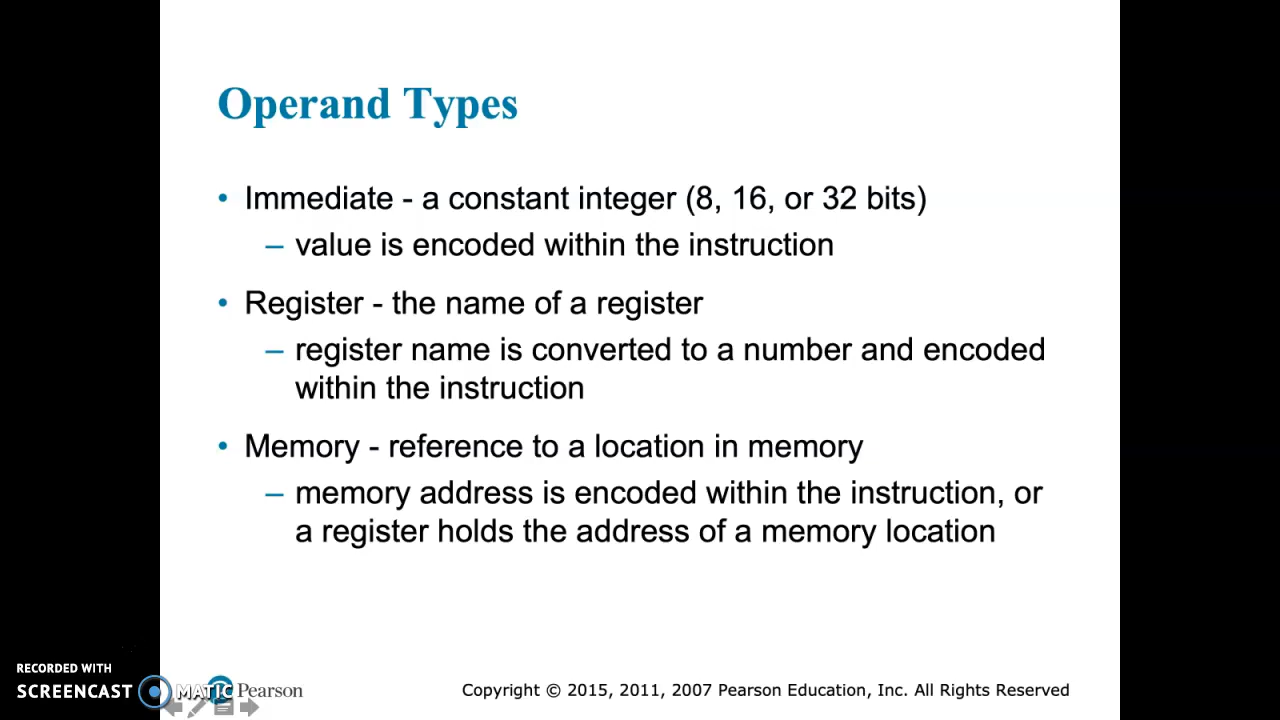 Operand Types
• Immediate - a constant integer (8, 16, or 32 bits)
– value is encoded within the instruction
• Register - the name of a register
– register name is converted to a number and encoded
within the instruction
• Memory - reference to a location in memory
– memory address is encoded within the instruction, or
a register holds the address of a memory location
RECORDED WITH
SCREENCAST MATIC
Pearson
Copyright © 2015, 2011, 2007 Pearson Education, Inc. All Rights Reserved